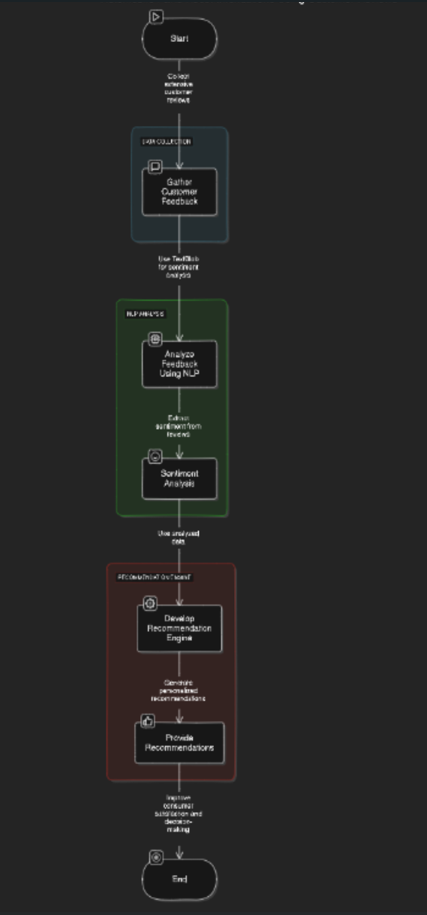 Start
Collect
extensive
customer
reviews
DATA COLLECTION
Gather
Customer
Feedback
Use TextBlob
for sentiment
analysis
NLP ANALYSIS
Analyze
Feedback
Using NLP
Extract
sentiment from
reviews
Sentiment
Analysis
Use analyzed
data
RECOMMENDATION ENGINE
Develop
Recommendation
Engine
Generate
personalized
recommendations
Provide
Recommendations
Improve
consumer
satisfaction and
decision-
making
End